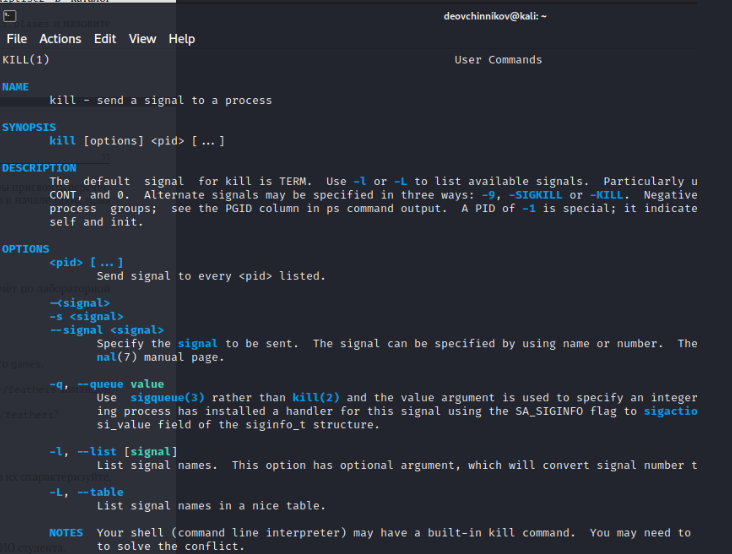 deovchinnikov@kali: ~
File Actions Edit View Help
KILL(1) User Commands
NAME
kill - send a signal to a process
SYNOPSIS
kill [options] <pid> [...]
DESCRIPTION
The default signal for kill is TERM. Use -l or -L to list available signals. Particularly u
CONT, and 0. Alternate signals may be specified in three ways: -9, -SIGKILL or -KILL. Negative
process groups; see the PGID column in ps command output. A PID of -1 is special; it indicate
self and init.
OPTIONS
<pid> [...]
Send signal to every <pid> listed.
-<signal>
-s <signal>
--signal <signal>
Specify the signal to be sent. The signal can be specified by using name or number. The
nal(7) manual page.
-q, --queue value
Use sigqueue(3) rather than kill(2) and the value argument is used to specify an integer
ing process has installed a handler for this signal using the SA_SIGINFO flag to sigactio
si_value field of the siginfo_t structure.
-l, --list [signal]
List signal names. This option has optional argument, which will convert signal number t
-L, --table
List signal names in a nice table.
NOTES Your shell (command line interpreter) may have a built-in kill command. You may need to
to solve the conflict.